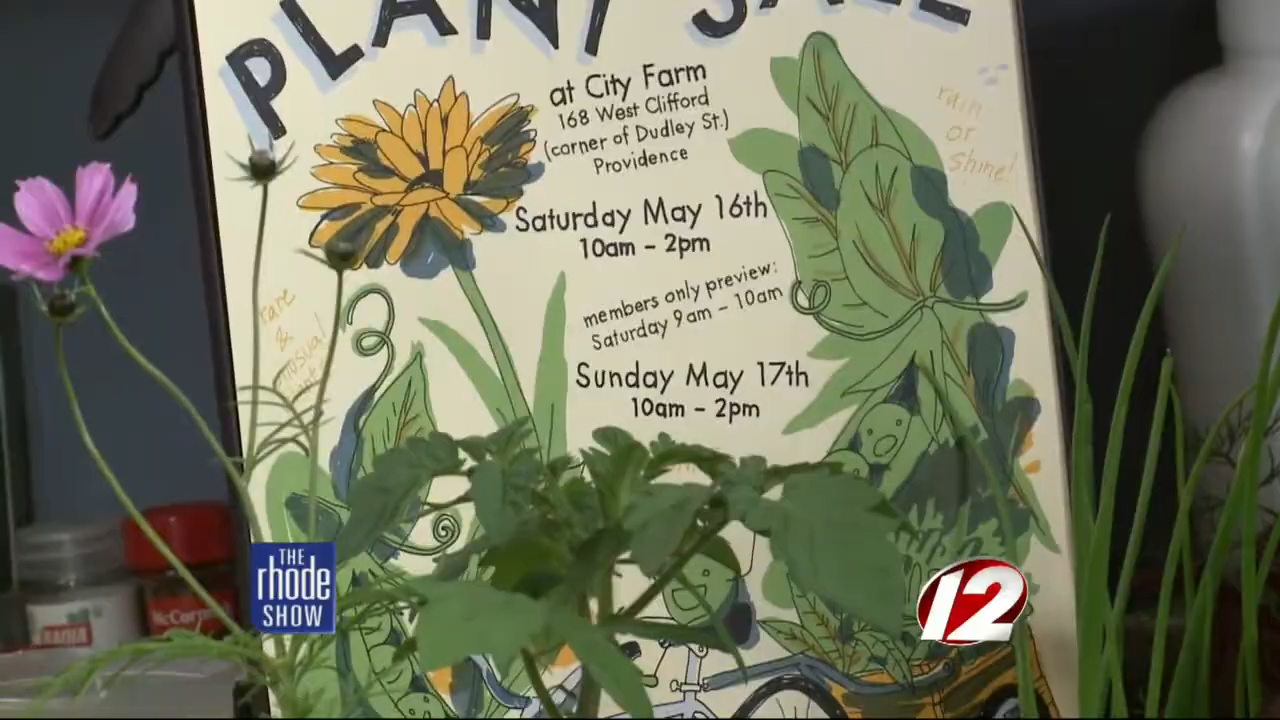 PLANT SALE
at City Farm
168 West Clifford
(corner of Dudley St.)
Providence
rain
or
shine!
Saturday May 16th
10am - 2pm
members only preview:
Saturday 9am - 10am
rare
&
Sunday May 17th
10am - 2pm
McCormick
THE
rhode
SHOW
12